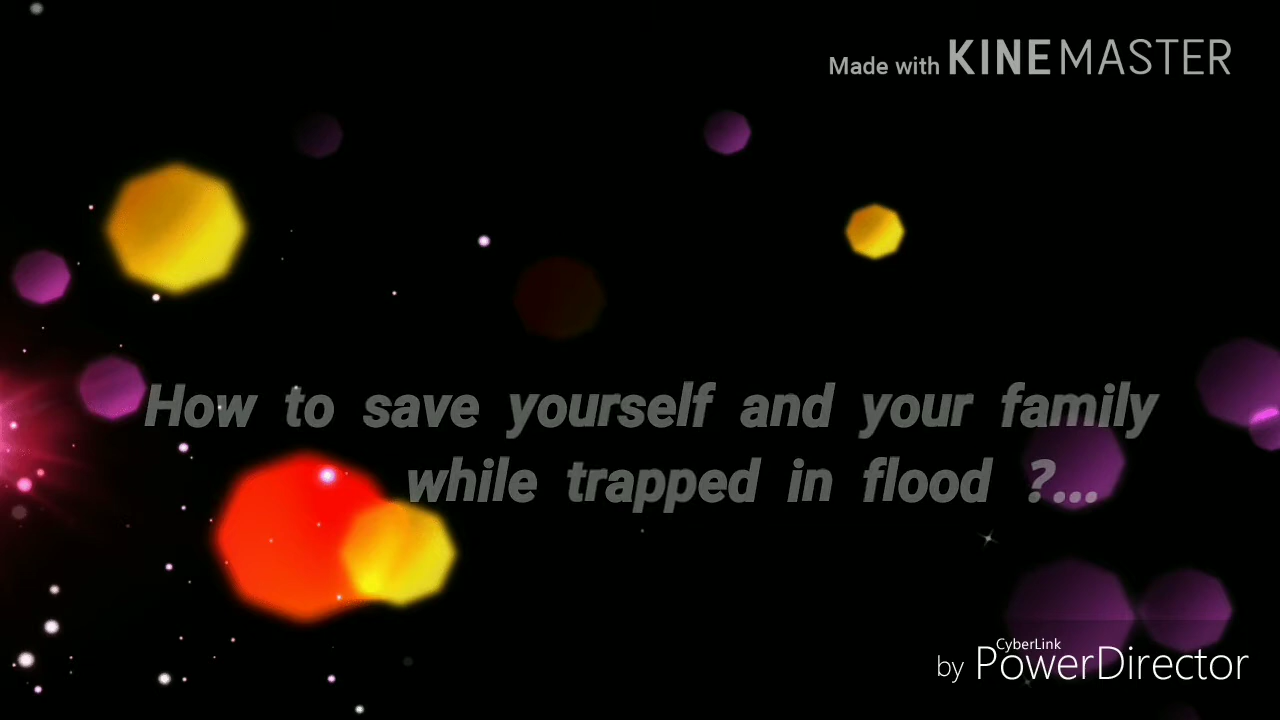 Made with KINEMASTER
How to save yourself and your family
while trapped in flood ?...
CyberLink
by PowerDirector